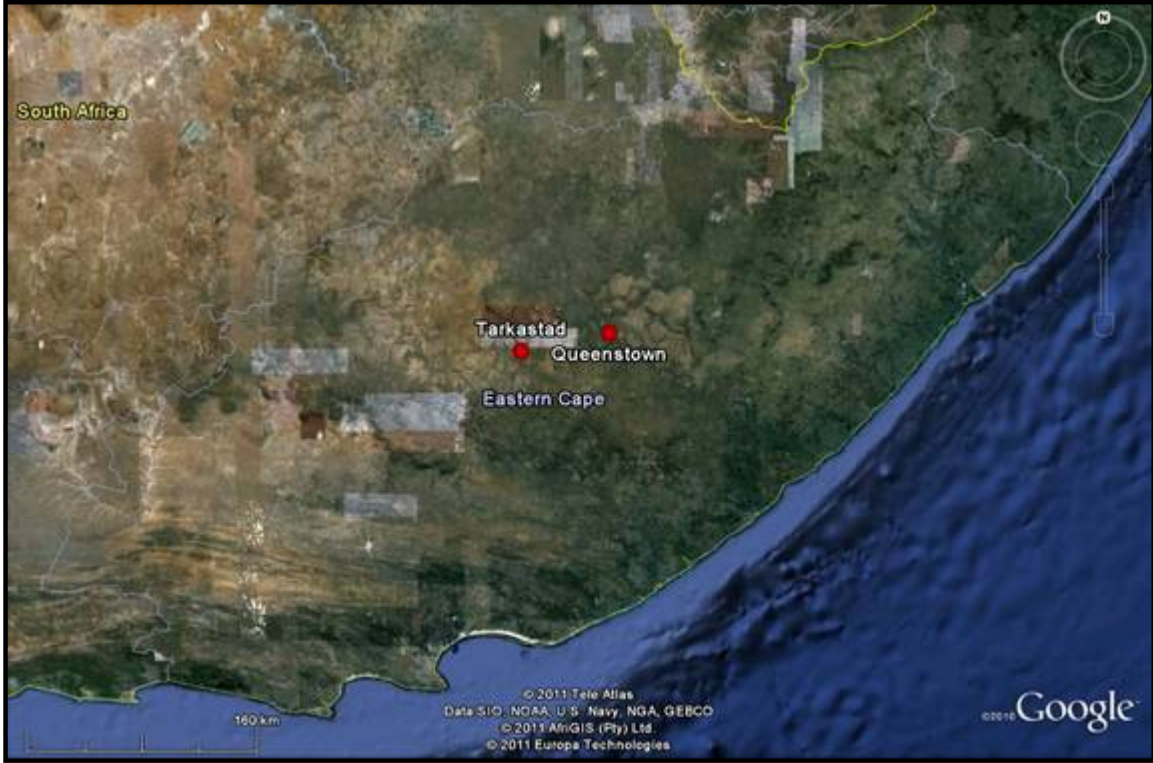 N
South Africa
Tarkastad
Queenstown
Eastern Cape
160 km
© 2011 Tele Atlas
Data SIO, NOAA, U.S. Navy, NGA, GEBCO
© 2011 AfriGIS (Pty) Ltd.
© 2011 Europa Technologies
©2010 Google